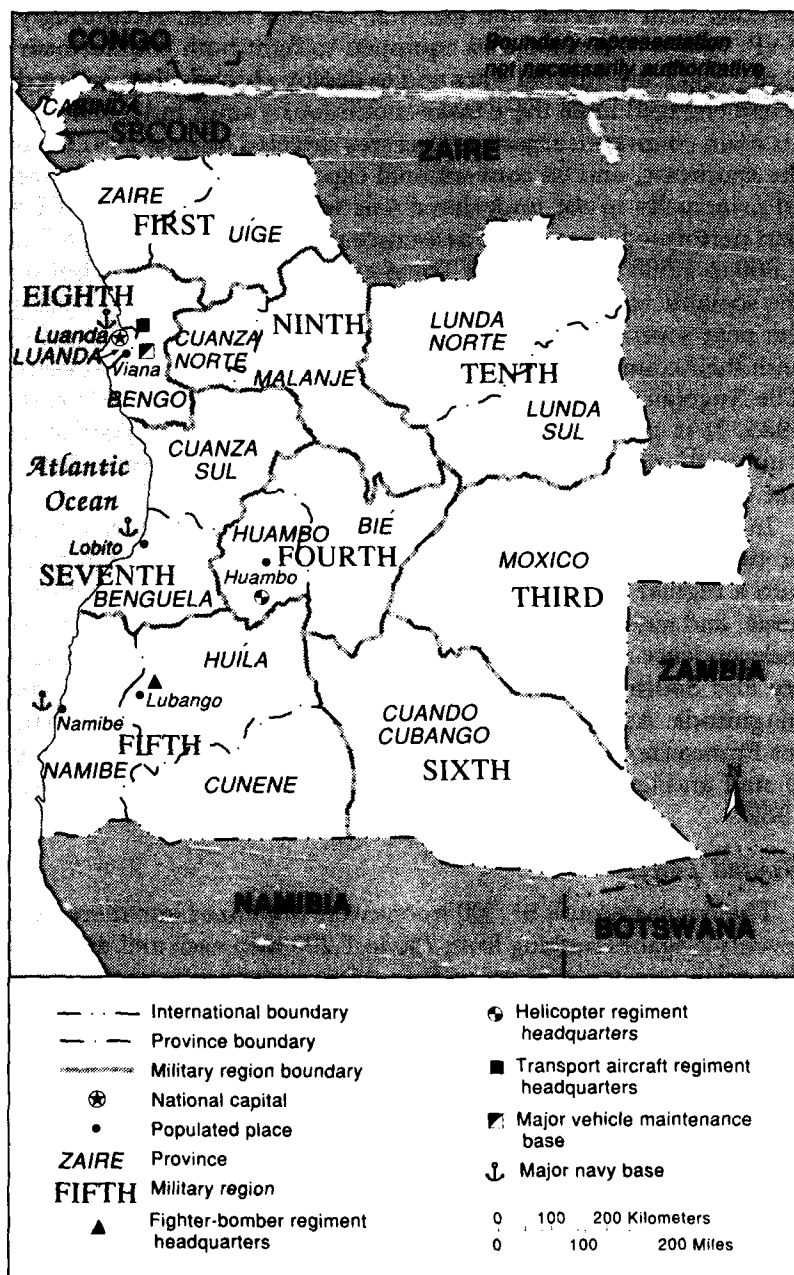 CONGO
Boundary representation
not necessarily authoritative
CABINDA
SECOND
ZAIRE
ZAIRE
FIRST
UÍGE
EIGHTH
NINTH
Luanda
LUANDA
Viana
CUANZA
NORTE
MALANJE
LUNDA
NORTE
TENTH
LUNDA
SUL
BENGO
CUANZA
SUL
Atlantic
Ocean
Lobito
SEVENTH
BENGUELA
HUAMBO
BIÉ
FOURTH
Huambo
MOXICO
THIRD
ZAMBIA
HUÍLA
Lubango
Namibe
FIFTH
NAMIBE
CUNENE
CUANDO
CUBANGO
SIXTH
N
NAMIBIA
BOTSWANA
International boundary
Province boundary
Military region boundary
National capital
Populated place
ZAIRE Province
FIFTH Military region
Fighter-bomber regiment
headquarters
Helicopter regiment
headquarters
Transport aircraft regiment
headquarters
Major vehicle maintenance
base
Major navy base
0 100 200 Kilometers
0 100 200 Miles